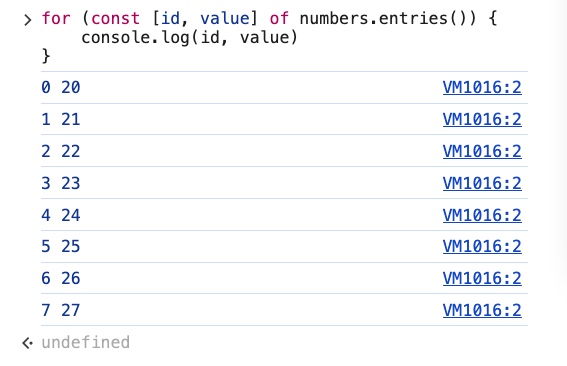 > for (const [id, value] of numbers.entries()) {
    console.log(id, value)
}
0 20 VM1016:2
1 21 VM1016:2
2 22 VM1016:2
3 23 VM1016:2
4 24 VM1016:2
5 25 VM1016:2
6 26 VM1016:2
7 27 VM1016:2
undefined